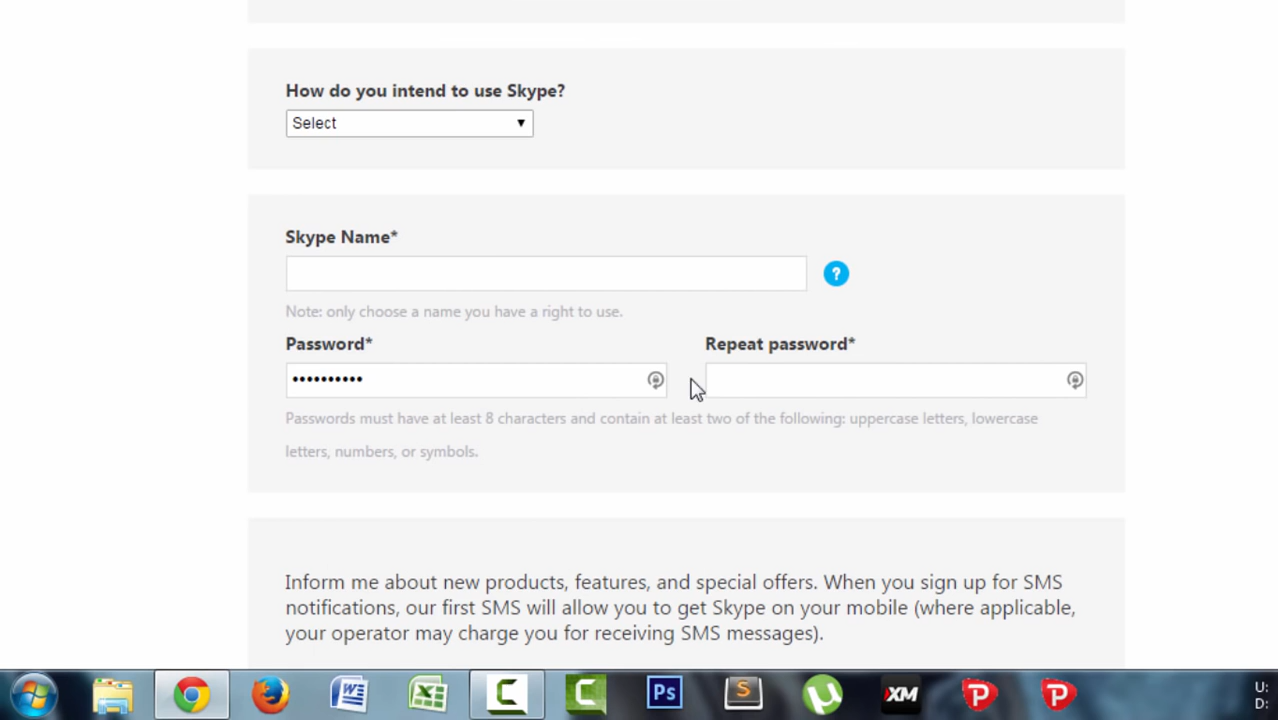 How do you intend to use Skype?
Select
Skype Name*
?
Note: only choose a name you have a right to use.
Password* Repeat password*
••••••••••
Passwords must have at least 8 characters and contain at least two of the following: uppercase letters, lowercase
letters, numbers, or symbols.
Inform me about new products, features, and special offers. When you sign up for SMS
notifications, our first SMS will allow you to get Skype on your mobile (where applicable,
your operator may charge you for receiving SMS messages).
W X C C Ps S µ XM P P
U:
D: